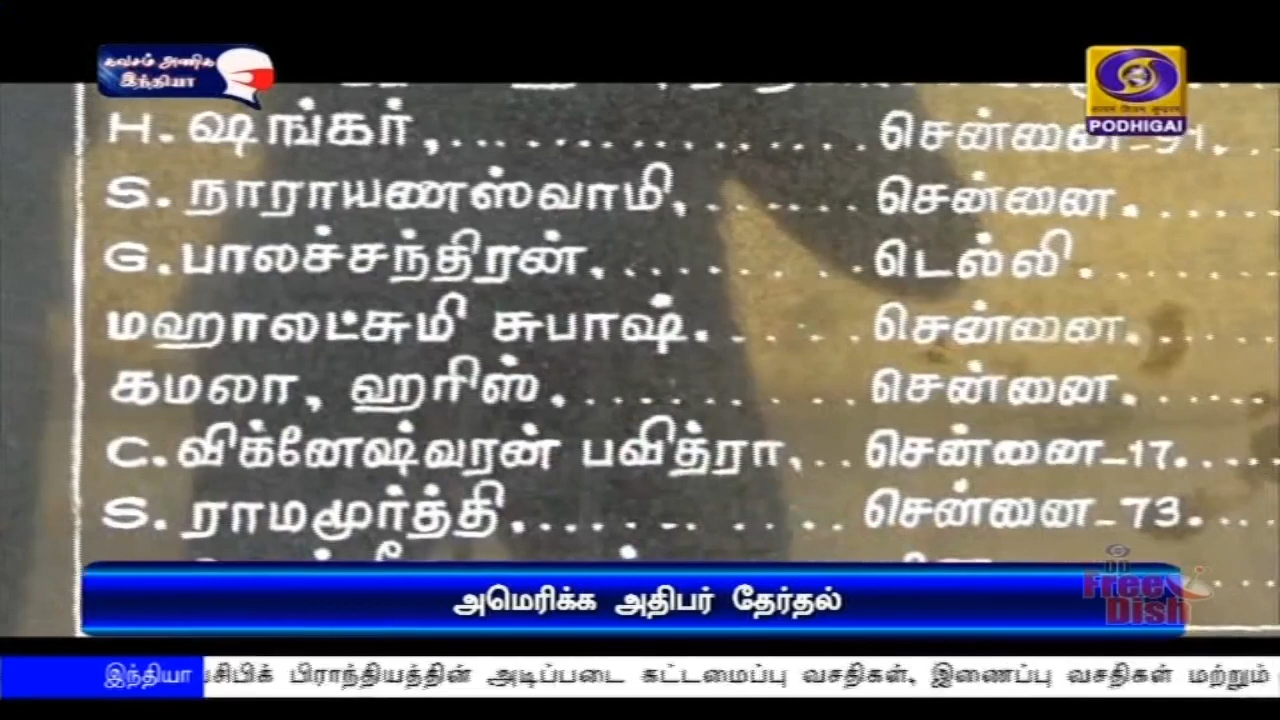 கவசம் அணிக
இந்தியா
PODHIGAI
H. ஷங்கர், சென்னை-91.
S. நாராயணஸ்வாமி, சென்னை.
G. பாலச்சந்திரன், டெல்லி.
மஹாலட்சுமி சுபாஷ். சென்னை.
கமலா, ஹரிஸ், சென்னை.
C. விக்னேஷ்வரன் பவித்ரா, சென்னை-17.
S. ராமமூர்த்தி, சென்னை-73.
அமெரிக்க அதிபர் தேர்தல்
Free Dish
இந்தியா சிபிக் பிராந்தியத்தின் அடிப்படை கட்டமைப்பு வசதிகள், இணைப்பு வசதிகள் மற்றும்